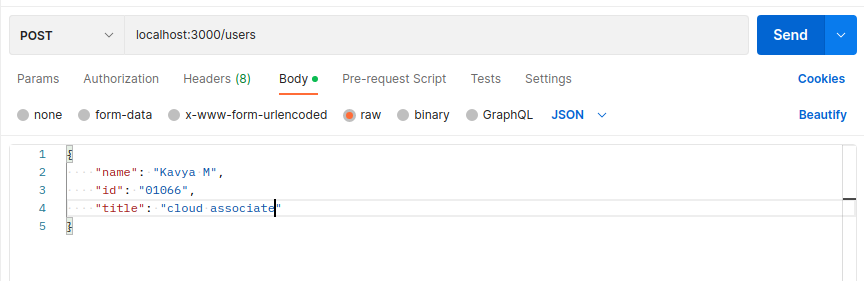 POST localhost:3000/users Send
Params Authorization Headers (8) Body Pre-request Script Tests Settings Cookies
none form-data x-www-form-urlencoded raw binary GraphQL JSON Beautify
1 {
2 "name": "Kavya M",
3 "id": "01066",
4 "title": "cloud associate"
5 }